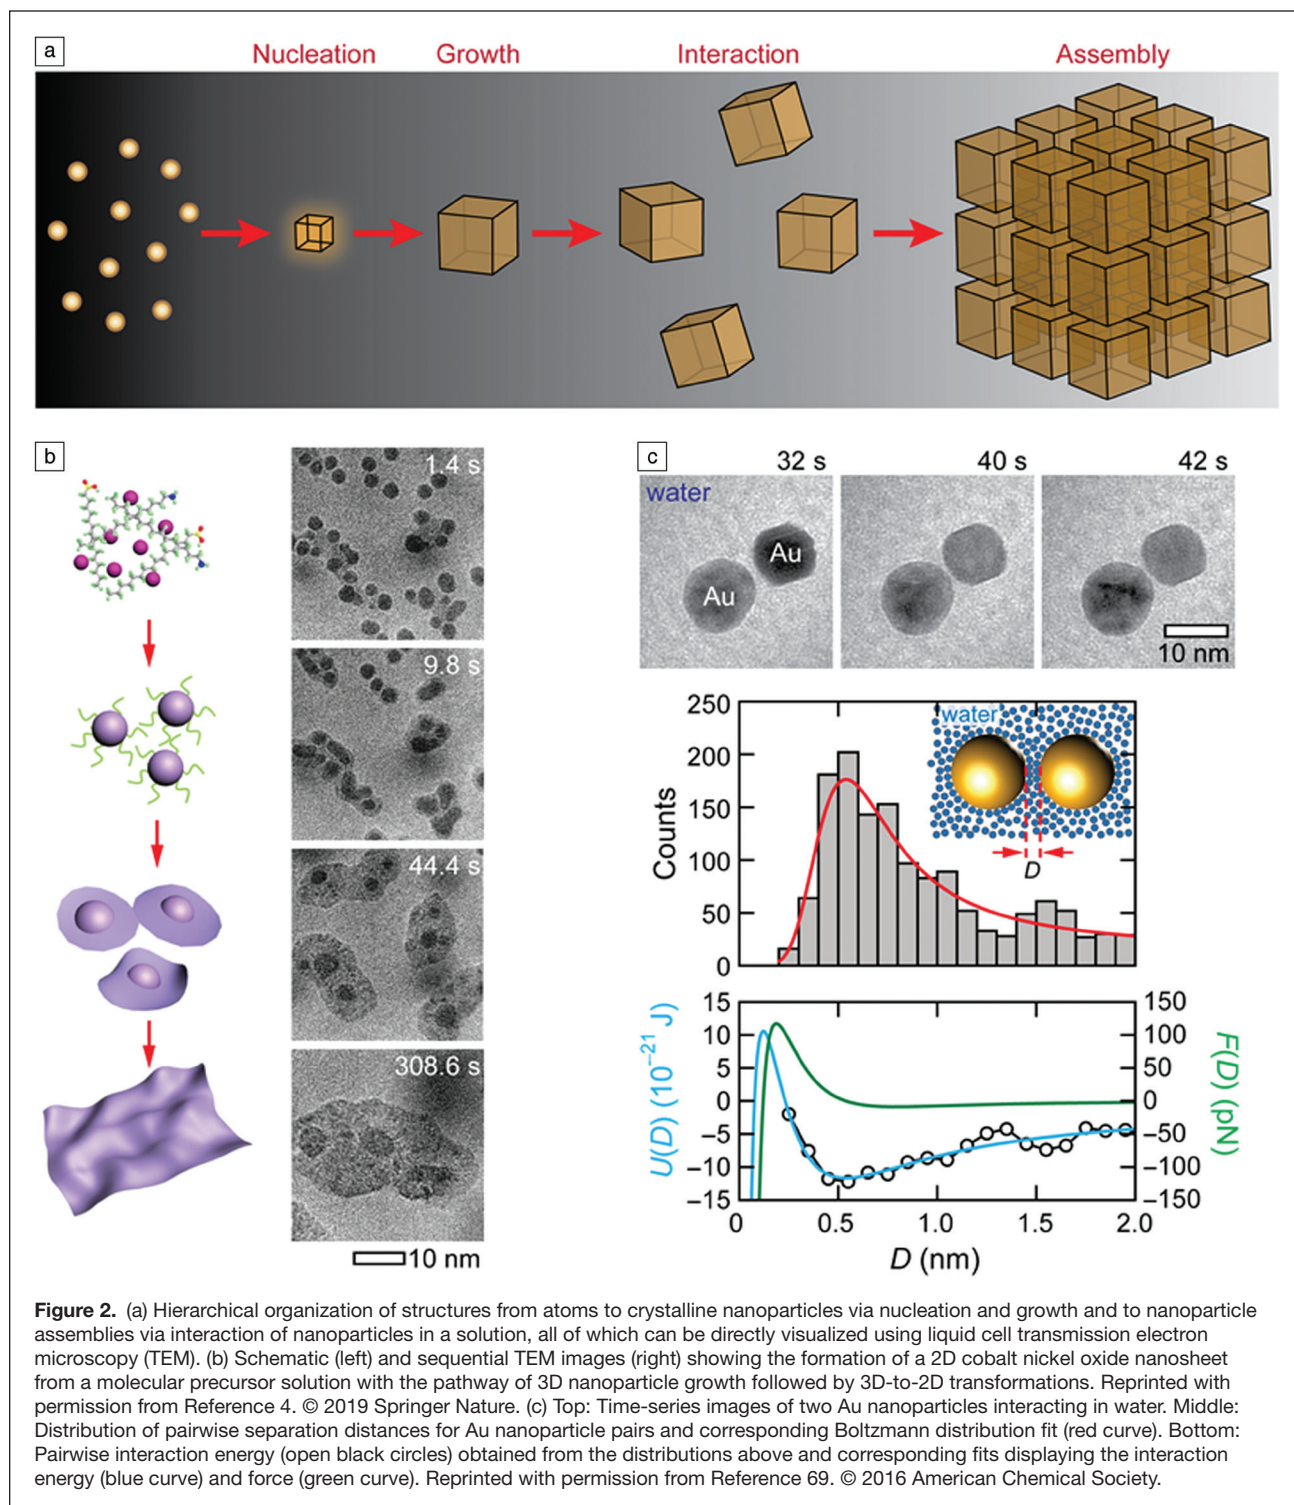 a
Nucleation
Growth
Interaction
Assembly
b
1.4 s
9.8 s
44.4 s
308.6 s
10 nm
c
32 s
40 s
42 s
water
Au
Au
10 nm
250
200
150
100
50
0
Counts
water
D
15
10
5
0
−5
−10
−15
U(D) (10⁻²¹ J)
150
100
50
0
−50
−100
−150
F(D) (pN)
0
0.5
1.0
1.5
2.0
D (nm)
Figure 2. (a) Hierarchical organization of structures from atoms to crystalline nanoparticles via nucleation and growth and to nanoparticle
assemblies via interaction of nanoparticles in a solution, all of which can be directly visualized using liquid cell transmission electron
microscopy (TEM). (b) Schematic (left) and sequential TEM images (right) showing the formation of a 2D cobalt nickel oxide nanosheet
from a molecular precursor solution with the pathway of 3D nanoparticle growth followed by 3D-to-2D transformations. Reprinted with
permission from Reference 4. © 2019 Springer Nature. (c) Top: Time-series images of two Au nanoparticles interacting in water. Middle:
Distribution of pairwise separation distances for Au nanoparticle pairs and corresponding Boltzmann distribution fit (red curve). Bottom:
Pairwise interaction energy (open black circles) obtained from the distributions above and corresponding fits displaying the interaction
energy (blue curve) and force (green curve). Reprinted with permission from Reference 69. © 2016 American Chemical Society.